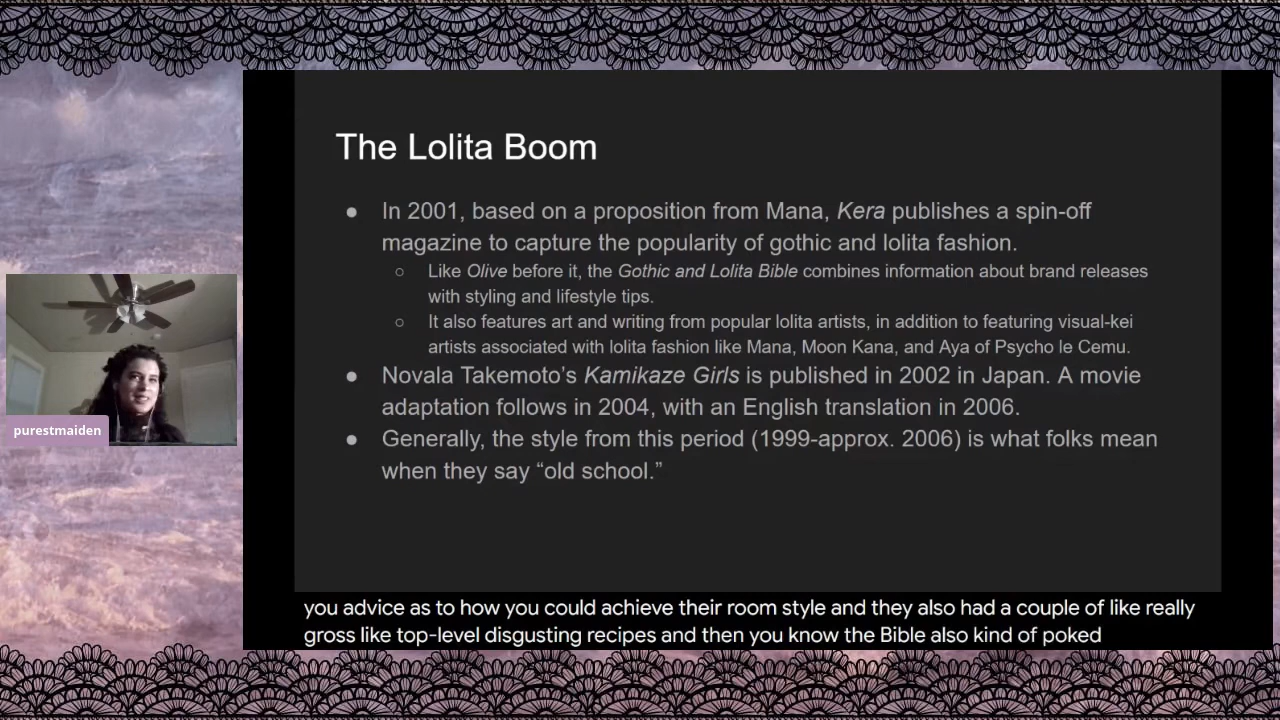 The Lolita Boom
● In 2001, based on a proposition from Mana, Kera publishes a spin-off
magazine to capture the popularity of gothic and lolita fashion.
○ Like Olive before it, the Gothic and Lolita Bible combines information about brand releases
with styling and lifestyle tips.
○ It also features art and writing from popular lolita artists, in addition to featuring visual-kei
artists associated with lolita fashion like Mana, Moon Kana, and Aya of Psycho le Cemu.
● Novala Takemoto’s Kamikaze Girls is published in 2002 in Japan. A movie
adaptation follows in 2004, with an English translation in 2006.
● Generally, the style from this period (1999-approx. 2006) is what folks mean
when they say “old school.”
purestmaiden
you advice as to how you could achieve their room style and they also had a couple of like really
gross like top-level disgusting recipes and then you know the Bible also kind of poked